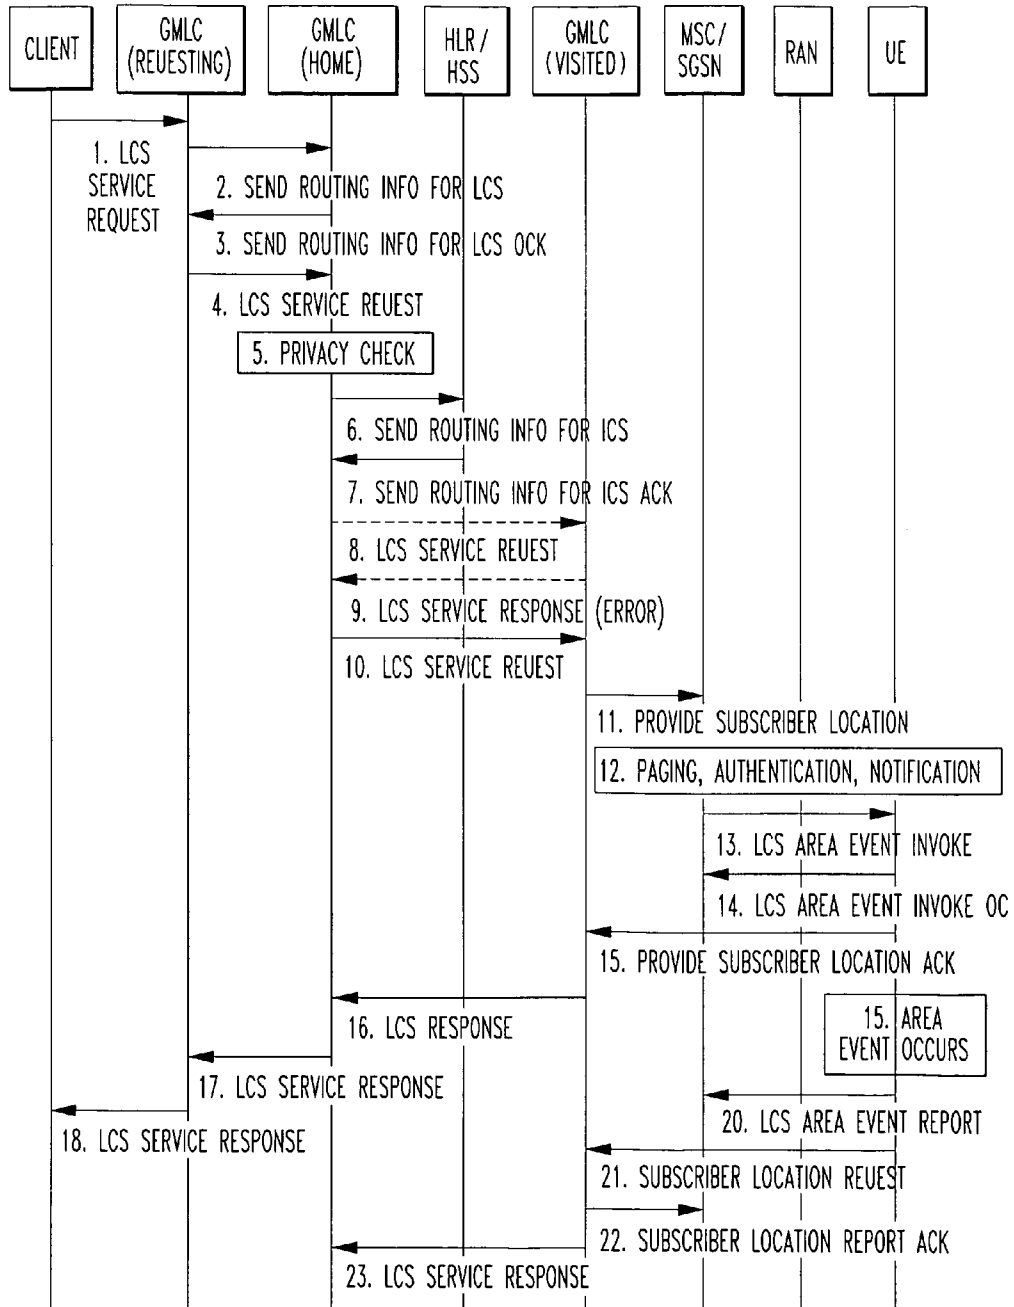 CLIENT
GMLC
(REUESTING)
GMLC
(HOME)
HLR /
HSS
GMLC
(VISITED)
MSC/
SGSN
RAN
UE
1. LCS
SERVICE
REQUEST
2. SEND ROUTING INFO FOR LCS
3. SEND ROUTING INFO FOR LCS OCK
4. LCS SERVICE REUEST
5. PRIVACY CHECK
6. SEND ROUTING INFO FOR ICS
7. SEND ROUTING INFO FOR ICS ACK
8. LCS SERVICE REUEST
9. LCS SERVICE RESPONSE (ERROR)
10. LCS SERVICE REUEST
11. PROVIDE SUBSCRIBER LOCATION
12. PAGING, AUTHENTICATION, NOTIFICATION
13. LCS AREA EVENT INVOKE
14. LCS AREA EVENT INVOKE OC
15. PROVIDE SUBSCRIBER LOCATION ACK
16. LCS RESPONSE
15. AREA
EVENT OCCURS
17. LCS SERVICE RESPONSE
18. LCS SERVICE RESPONSE
20. LCS AREA EVENT REPORT
21. SUBSCRIBER LOCATION REUEST
22. SUBSCRIBER LOCATION REPORT ACK
23. LCS SERVICE RESPONSE